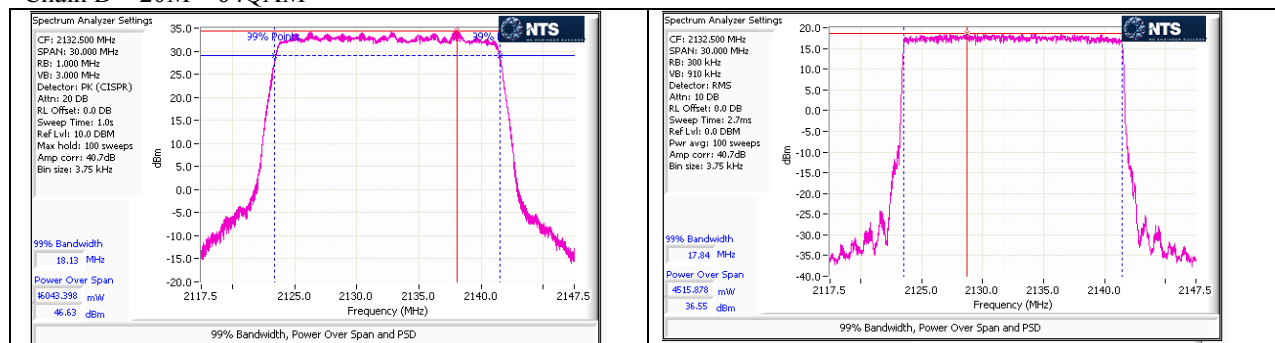 Spectrum Analyzer Settings
CF: 2132.500 MHz
SPAN: 30.000 MHz
RB: 1.000 MHz
VB: 3.000 MHz
Detector: PK (CISPR)
Attn: 20 DB
RL Offset: 0.0 DB
Sweep Time: 1.0s
Ref Lvl: 10.0 DBM
Max hold: 100 sweeps
Amp corr: 40.7dB
Bin size: 3.75 kHz
99% Bandwidth
18.13 MHz
Power Over Span
46.63 dBm
dBm
35.0
33.0
25.0
20.0
15.0
10.0
5.0
0.0
-5.0
-10.0
-15.0
-20.0
99% Points
99%
NTS
2117.5
2125.0
2130.0
2135.0
2140.0
2147.5
Frequency (MHz)
99% Bandwidth, Power Over Span and PSD
Spectrum Analyzer Settings
CF: 2132.500 MHz
SPAN: 30.000 MHz
RB: 300 kHz
VB: 910 kHz
Detector: RMS
Attn: 10 DB
RL Offset: 0.0 DB
Sweep Time: 2.7ms
Ref Lvl: 0.0 DBM
Pwr avg: 100 sweeps
Amp corr: 40.7dB
Bin size: 3.75 kHz
99% Bandwidth
17.84 MHz
Power Over Span
4515.878 mW
36.55 dBm
dBm
20.0
15.0
10.0
5.0
0.0
-5.0
-10.0
-15.0
-20.0
-25.0
-30.0
-35.0
-40.0
NTS
2117.5
2125.0
2130.0
2135.0
2140.0
2147.5
Frequency (MHz)
99% Bandwidth, Power Over Span and PSD